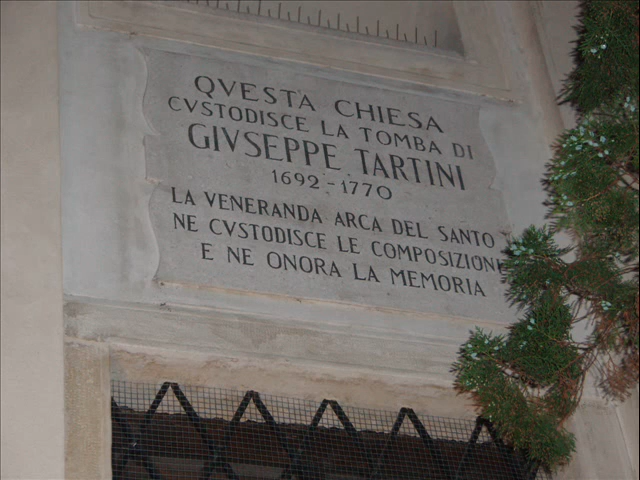 QVESTA CHIESA
CVSTODISCE LA TOMBA DI
GIVSEPPE TARTINI
1692-1770
LA VENERANDA ARCA DEL SANTO
NE CVSTODISCE LE COMPOSIZIONI
E NE ONORA LA MEMORIA